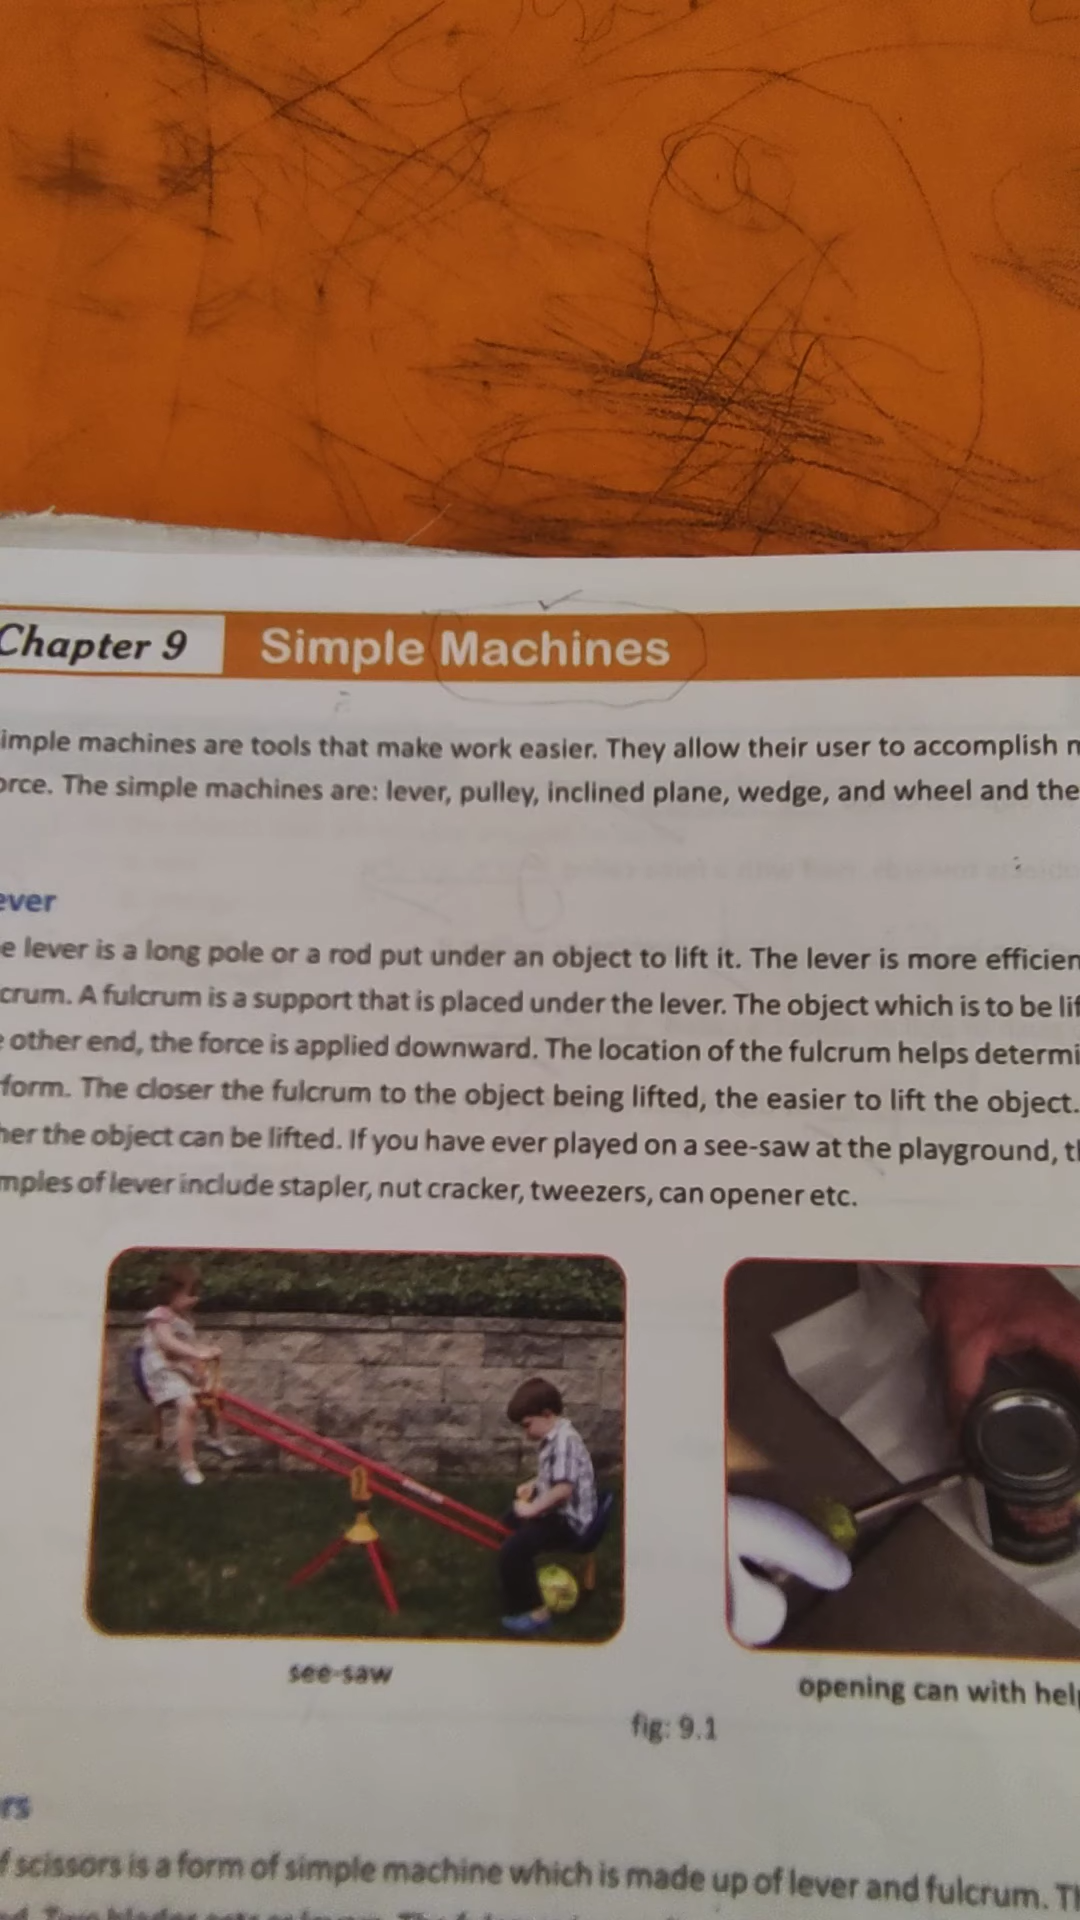 Chapter 9 Simple Machines
imple machines are tools that make work easier. They allow their user to accomplish
orce. The simple machines are: lever, pulley, inclined plane, wedge, and wheel and the
ever
e lever is a long pole or a rod put under an object to lift it. The lever is more efficien
crum. A fulcrum is a support that is placed under the lever. The object which is to be lif
e other end, the force is applied downward. The location of the fulcrum helps determi
form. The closer the fulcrum to the object being lifted, the easier to lift the object.
her the object can be lifted. If you have ever played on a see-saw at the playground, th
mples of lever include stapler, nut cracker, tweezers, can opener etc.
see-saw
opening can with help
fig: 9.1
rs
f scissors is a form of simple machine which is made up of lever and fulcrum. Th